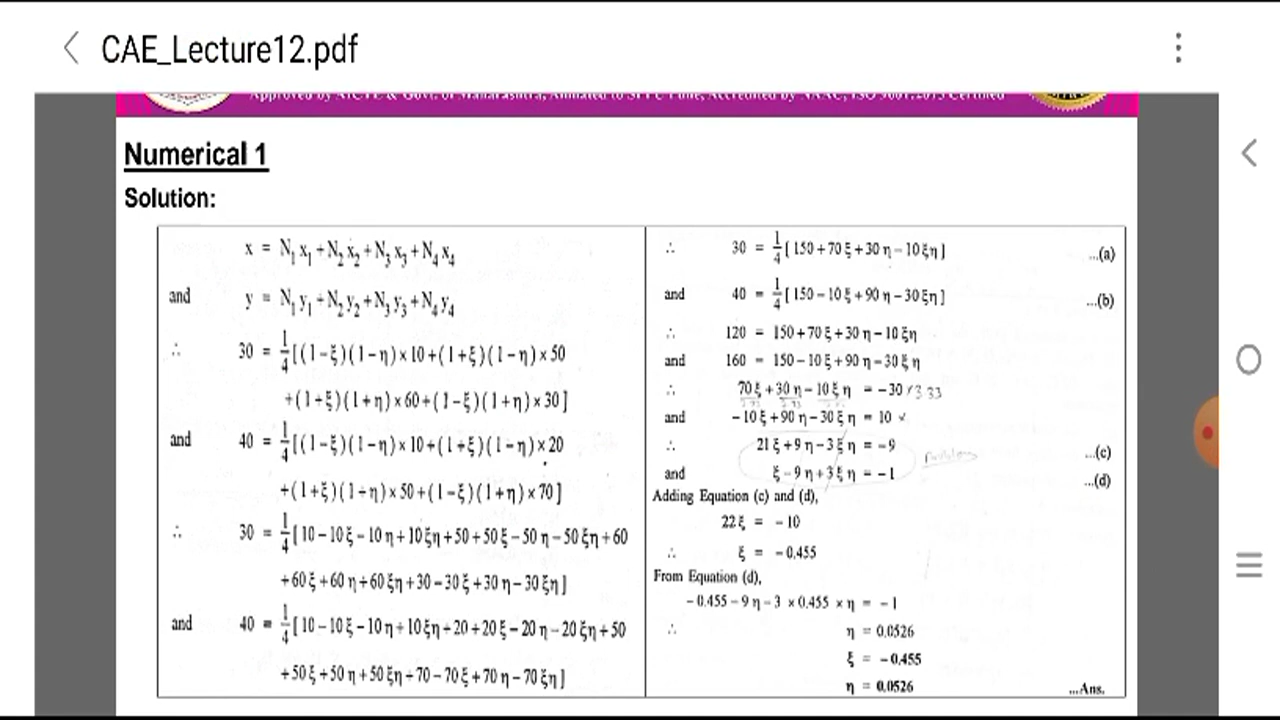 CAE_Lecture12.pdf
Numerical 1
Solution:
x = N₁ x₁ + N₂ x₂ + N₃ x₃ + N₄ x₄
and y = N₁ y₁ + N₂ y₂ + N₃ y₃ + N₄ y₄
∴ 30 = 1/4 [ (1−ξ)(1−η)×10+(1+ξ)(1−η)×50
+(1+ξ)(1+η)×60+(1−ξ)(1+η)×30]
and 40 = 1/4 [(1−ξ)(1−η)×10+(1+ξ)(1−η)×20
+(1+ξ)(1+η)×50+(1−ξ)(1+η)×70]
∴ 30 = 1/4 [ 10−10ξ−10η+10ξη+50+50ξ−50η−50ξη+60
+60ξ+60η+60ξη+30−30ξ+30η−30ξη]
and 40 = 1/4 [ 10−10ξ−10η+10ξη+20+20ξ−20η−20ξη+50
+50ξ+50η+50ξη+70−70ξ+70η−70ξη]
∴ 30 = 1/4 [ 150+70ξ+30η−10ξη] ...(a)
and 40 = 1/4 [ 150−10ξ+90η−30ξη] ...(b)
∴ 120 = 150+70ξ+30η−10ξη
and 160 = 150−10ξ+90η−30ξη
∴ 70ξ+30η−10ξη = −30 /3.33
and −10ξ+90η−30ξη = 10
∴ 21ξ+9η−3ξη = −9 ...(c)
and ξ−9η+3ξη = −1 ...(d)
Adding Equation (c) and (d),
22ξ = −10
∴ ξ = −0.455
From Equation (d),
−0.455−9η−3×0.455×η = −1
∴ η = 0.0526
ξ = −0.455
η = 0.0526 ...Ans.